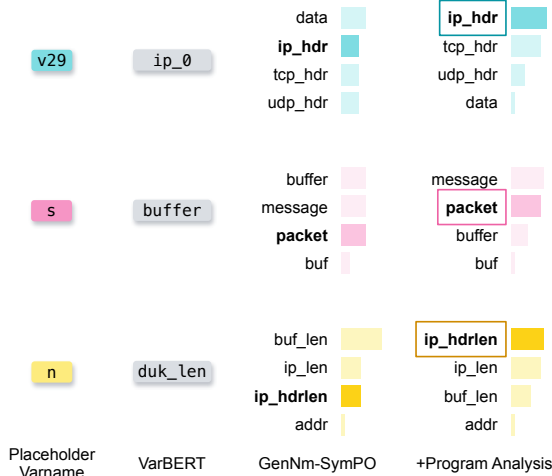 v29
ip_0
data
ip_hdr
tcp_hdr
udp_hdr
ip_hdr
tcp_hdr
udp_hdr
data
s
buffer
buffer
message
packet
buf
message
packet
buffer
buf
n
duk_len
buf_len
ip_len
ip_hdrlen
addr
ip_hdrlen
ip_len
buf_len
addr
Placeholder
Varname
VarBERT
GenNm-SymPO
+Program Analysis